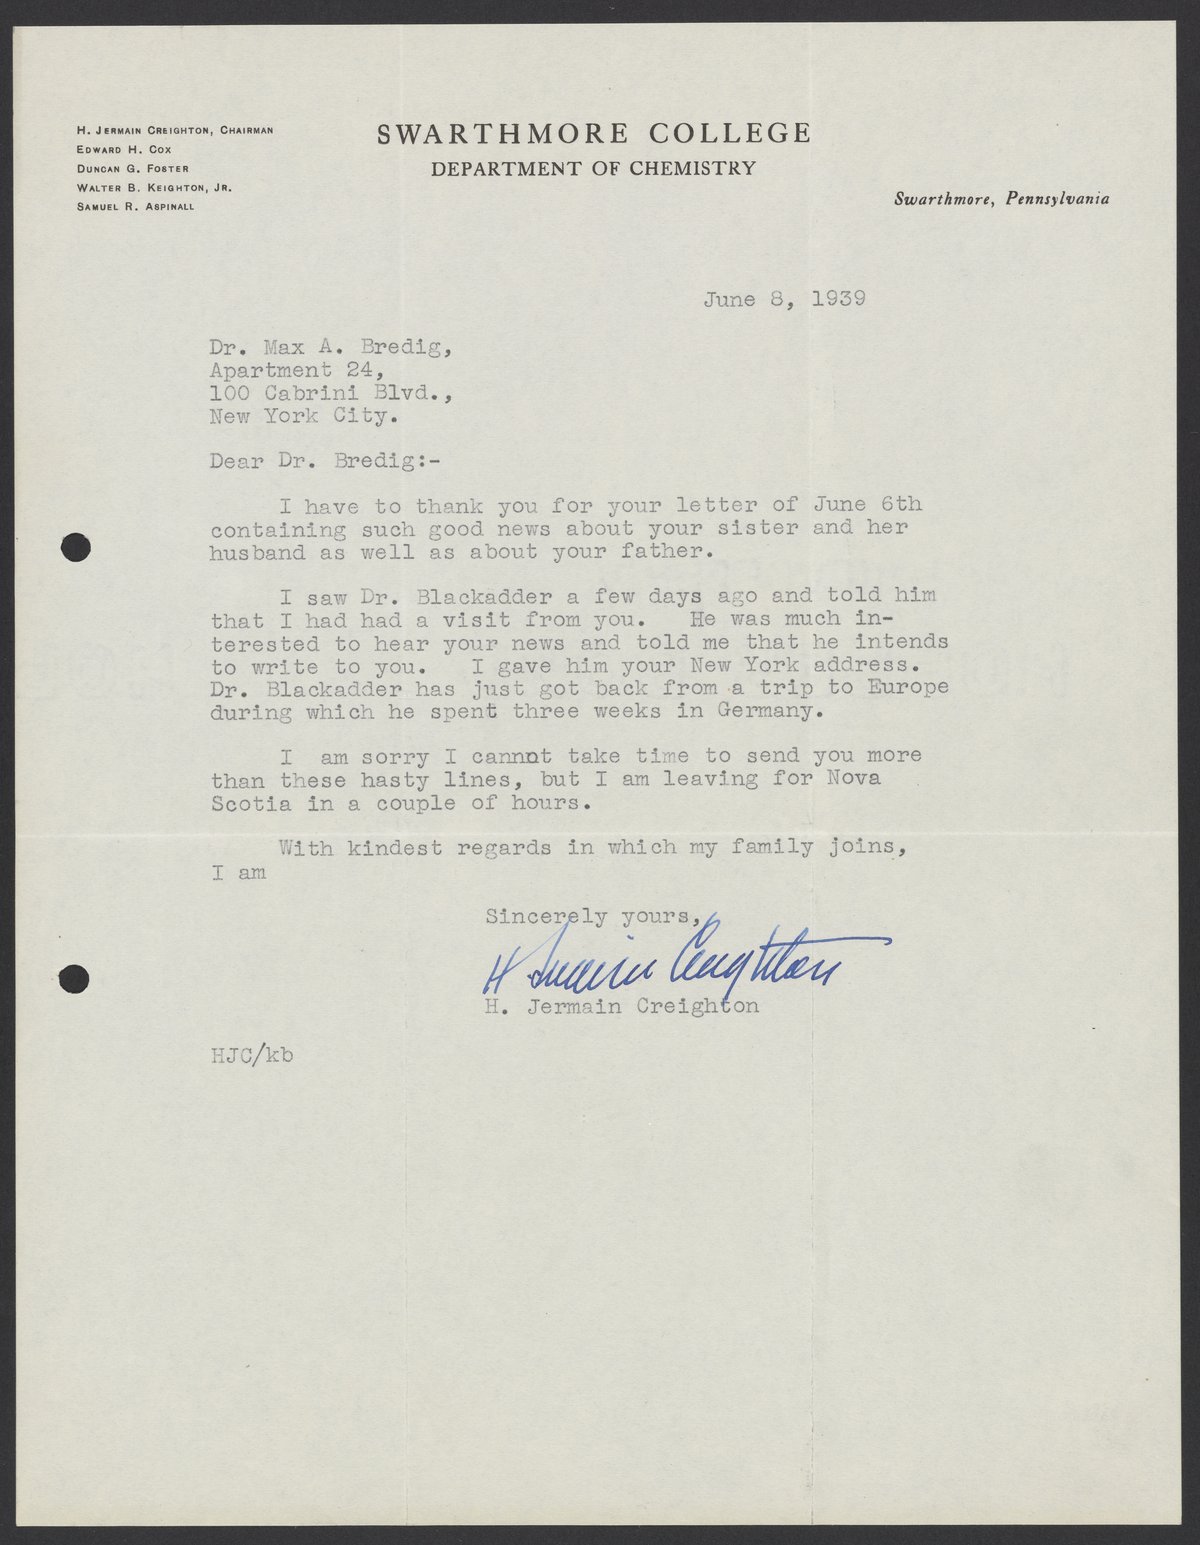 H. Jermain Creighton, Chairman
Edward H. Cox
Duncan G. Foster
Walter B. Keighton, Jr.
Samuel R. Aspinall
SWARTHMORE COLLEGE
DEPARTMENT OF CHEMISTRY
Swarthmore, Pennsylvania
June 8, 1939
Dr. Max A. Bredig,
Apartment 24,
100 Cabrini Blvd.,
New York City.
Dear Dr. Bredig:-
I have to thank you for your letter of June 6th
containing such good news about your sister and her
husband as well as about your father.
I saw Dr. Blackadder a few days ago and told him
that I had had a visit from you. He was much in-
terested to hear your news and told me that he intends
to write to you. I gave him your New York address.
Dr. Blackadder has just got back from a trip to Europe
during which he spent three weeks in Germany.
I am sorry I cannot take time to send you more
than these hasty lines, but I am leaving for Nova
Scotia in a couple of hours.
With kindest regards in which my family joins,
I am
Sincerely yours,
H Jermain Creighton
H. Jermain Creighton
HJC/kb